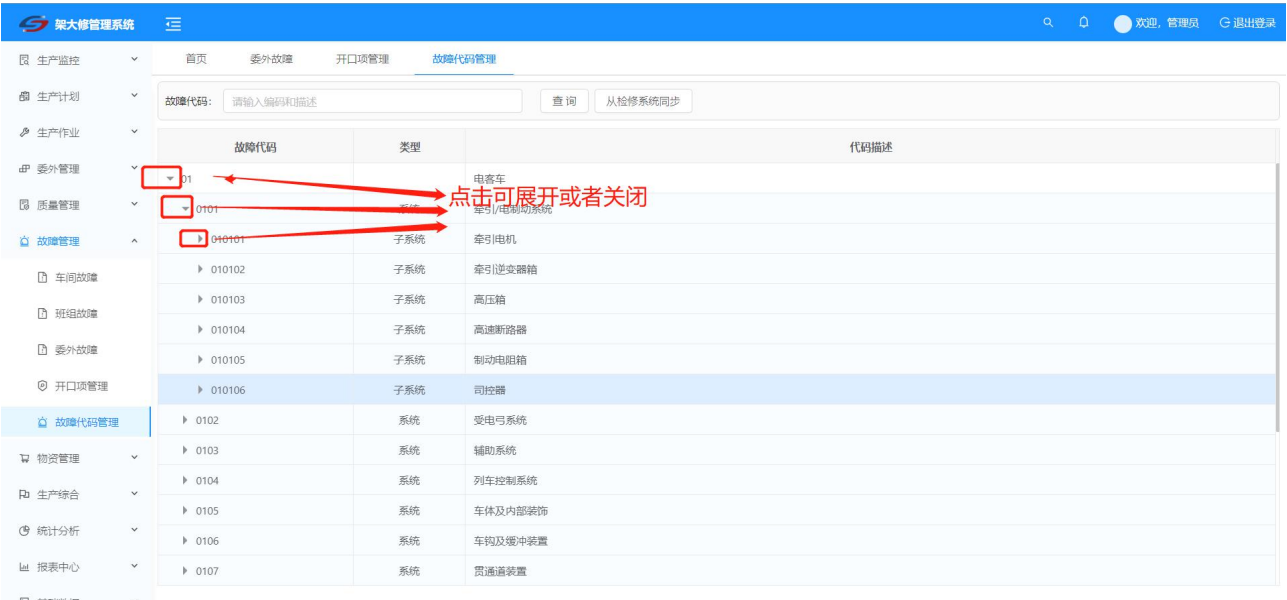 架大修管理系统
欢迎，管理员
退出登录
生产监控
生产计划
生产作业
委外管理
质量管理
故障管理
车间故障
班组故障
委外故障
开口项管理
故障代码管理
物资管理
生产综合
统计分析
报表中心
首页 委外故障 开口项管理 故障代码管理
故障代码： 请输入编码和描述 查 询 从检修系统同步
故障代码 类型 代码描述
01 电客车
点击可展开或者关闭
0101 系统 牵引/电制动系统
010101 子系统 牵引电机
010102 子系统 牵引逆变器箱
010103 子系统 高压箱
010104 子系统 高速断路器
010105 子系统 制动电阻箱
010106 子系统 司控器
0102 系统 受电弓系统
0103 系统 辅助系统
0104 系统 列车控制系统
0105 系统 车体及内部装饰
0106 系统 车钩及缓冲装置
0107 系统 贯通道装置